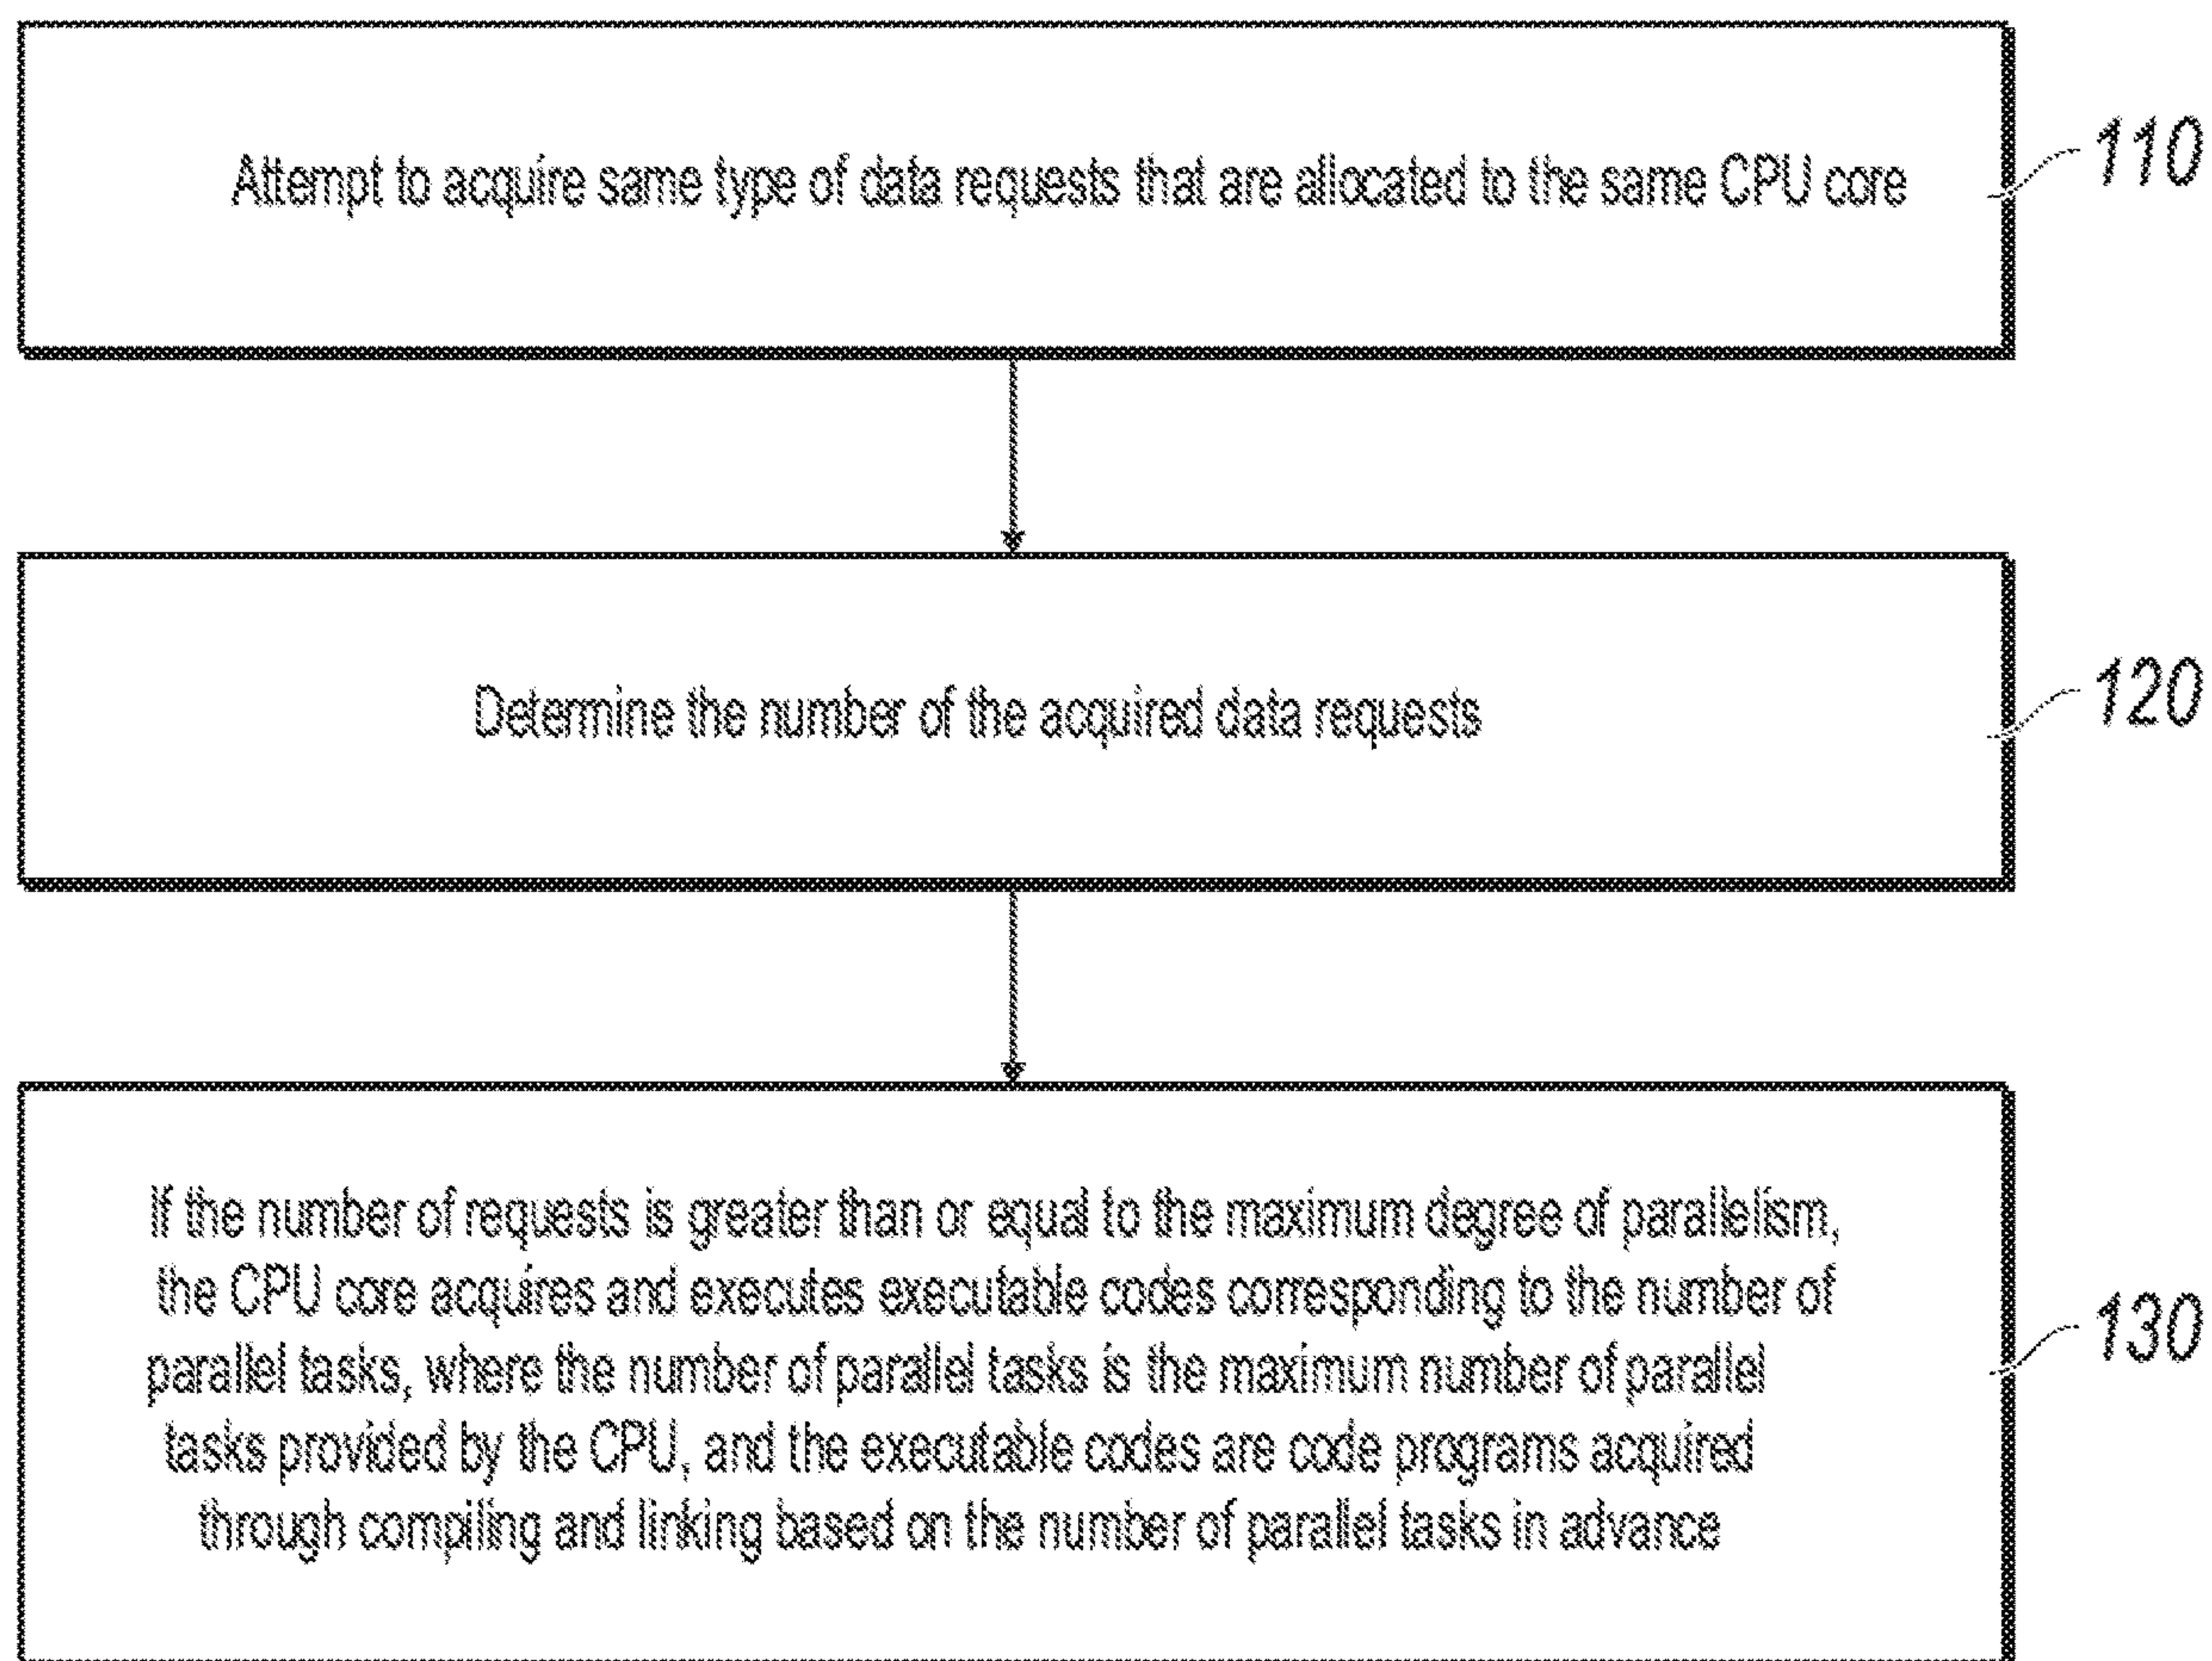 Attempt to acquire same type of data requests that are allocated to the same CPU core
110
Determine the number of the acquired data requests
120
If the number of requests is greater than or equal to the maximum degree of parallelism,
the CPU core acquires and executes executable codes corresponding to the number of
parallel tasks, where the number of parallel tasks is the maximum number of parallel
tasks provided by the CPU, and the executable codes are code programs acquired
through compiling and linking based on the number of parallel tasks in advance
130